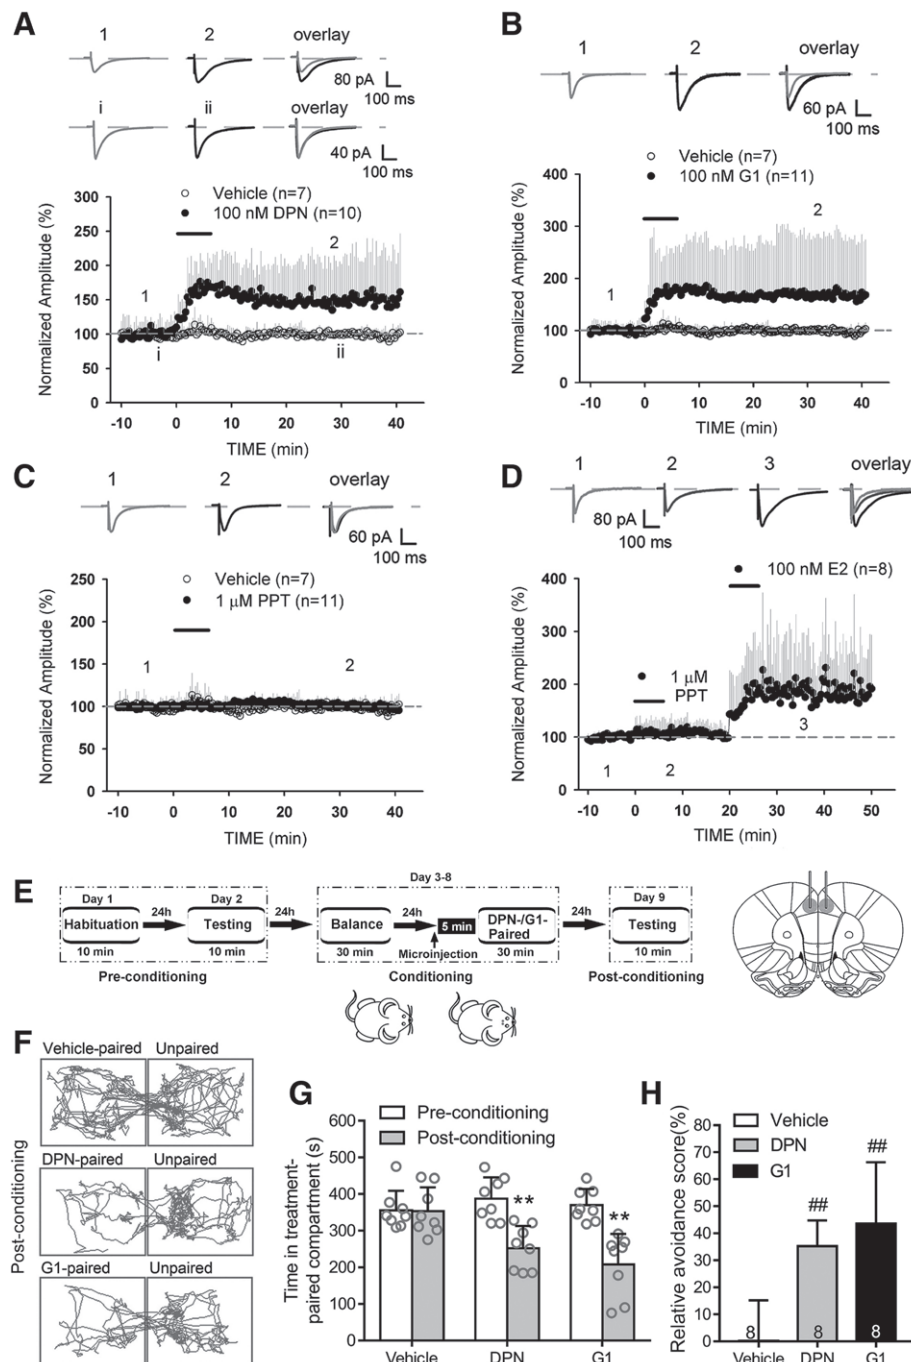 A
1 2 overlay
80 pA
100 ms
i ii overlay
40 pA
100 ms
Vehicle (n=7)
100 nM DPN (n=10)
Normalized Amplitude (%)
300
250
200
150
100
50
0
1
2
i
ii
-10 0 10 20 30 40
TIME (min)
B
1 2 overlay
60 pA
100 ms
Vehicle (n=7)
100 nM G1 (n=11)
Normalized Amplitude (%)
400
300
200
100
0
1
2
-10 0 10 20 30 40
TIME (min)
C
1 2 overlay
60 pA
100 ms
Vehicle (n=7)
1 μM PPT (n=11)
Normalized Amplitude (%)
250
200
150
100
50
0
1
2
-10 0 10 20 30 40
TIME (min)
D
1 2 3 overlay
80 pA
100 ms
100 nM E2 (n=8)
1 μM
PPT
Normalized Amplitude (%)
400
300
200
100
0
1
2
3
-10 0 10 20 30 40 50
TIME (min)
E
Day 1
Habituation
10 min
24h
Day 2
Testing
10 min
Pre-conditioning
24h
Day 3-8
Balance
30 min
24h
5 min
Microinjection
DPN-/G1-
Paired
30 min
Conditioning
24h
Day 9
Testing
10 min
Post-conditioning
F
Post-conditioning
Vehicle-paired Unpaired
DPN-paired Unpaired
G1-paired Unpaired
G
Pre-conditioning
Post-conditioning
Time in treatment-
paired compartment (s)
600
500
400
300
200
100
0
**
**
Vehicle DPN G1
H
Vehicle
DPN
G1
Relative avoidance score(%)
80
70
60
50
40
30
20
10
0
##
##
8 8 8
Vehicle DPN G1